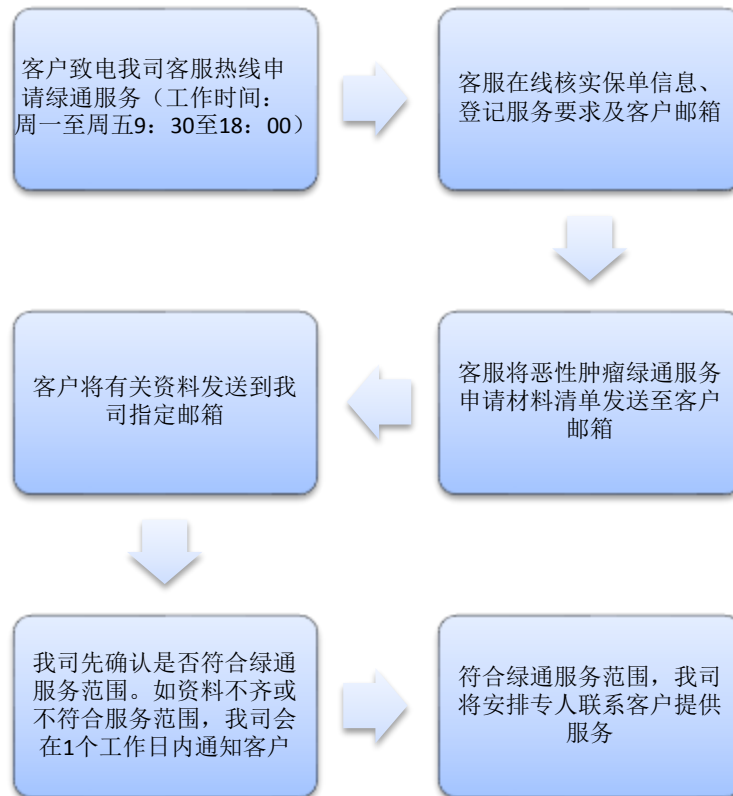 客户致电我司客服热线申
请绿通服务（工作时间：
周一至周五9：30至18：00）
客服在线核实保单信息、
登记服务要求及客户邮箱
客服将恶性肿瘤绿通服务
申请材料清单发送至客户
邮箱
客户将有关资料发送到我
司指定邮箱
我司先确认是否符合绿通
服务范围。如资料不齐或
不符合服务范围，我司会
在1个工作日内通知客户
符合绿通服务范围，我司
将安排专人联系客户提供
服务